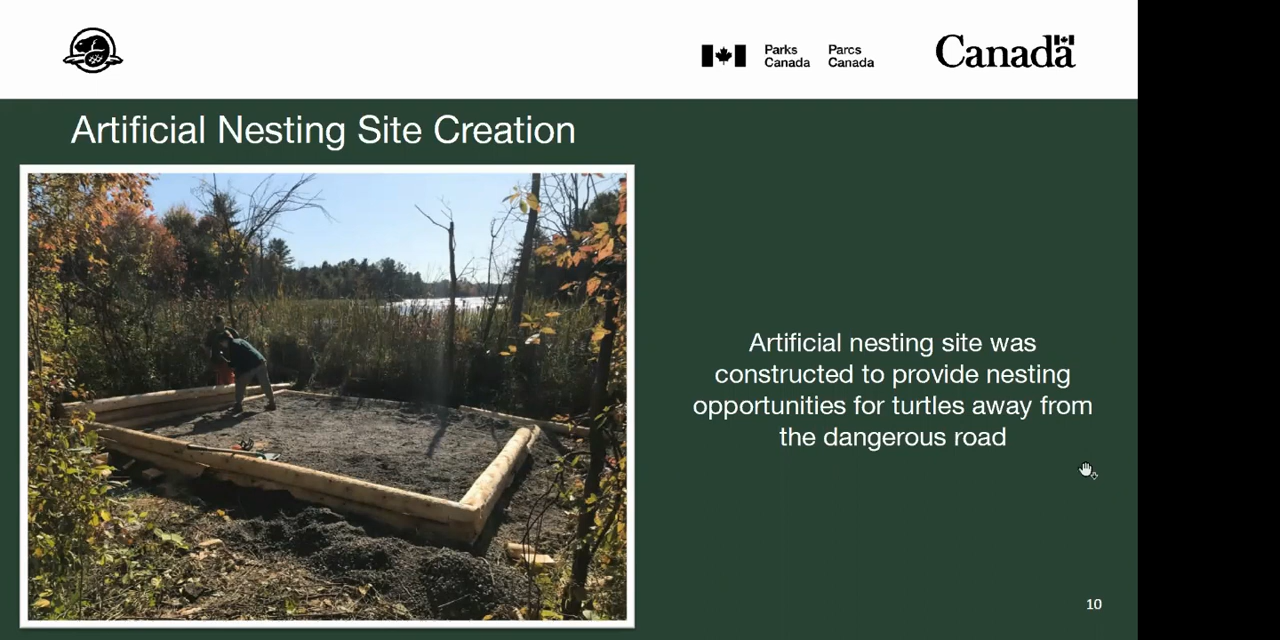 Parks Canada
Parcs Canada
Canada
Artificial Nesting Site Creation
Artificial nesting site was
constructed to provide nesting
opportunities for turtles away from
the dangerous road
10